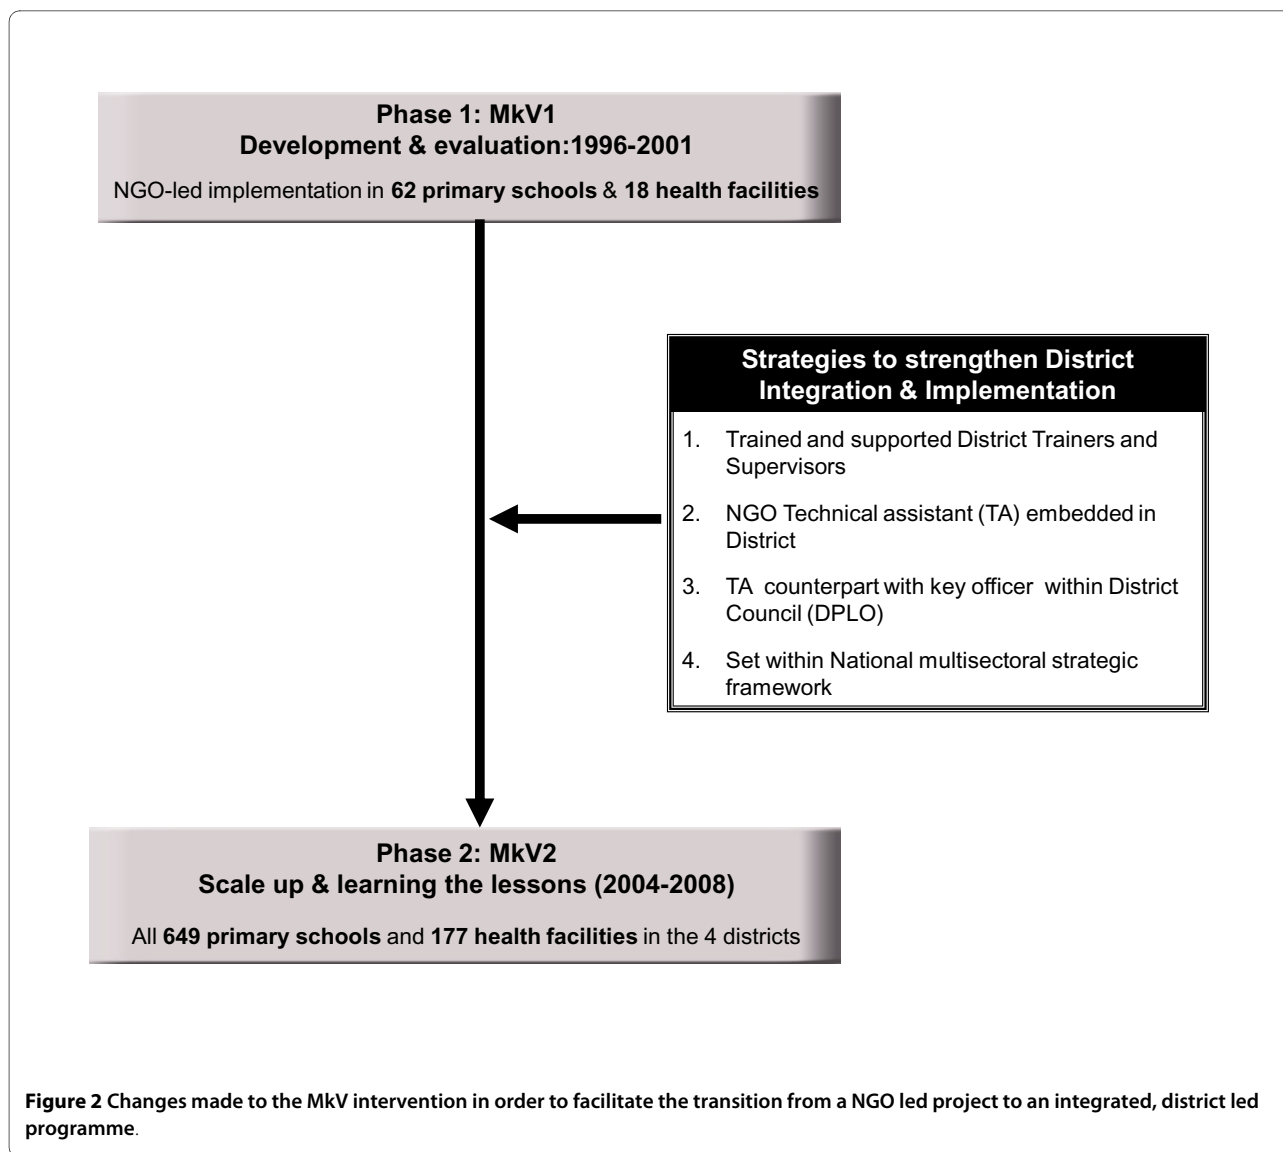 Phase 1: MkV1
Development & evaluation:1996-2001
NGO-led implementation in 62 primary schools & 18 health facilities
Strategies to strengthen District
Integration & Implementation
1. Trained and supported District Trainers and
Supervisors
2. NGO Technical assistant (TA) embedded in
District
3. TA counterpart with key officer within District
Council (DPLO)
4. Set within National multisectoral strategic
framework
Phase 2: MkV2
Scale up & learning the lessons (2004-2008)
All 649 primary schools and 177 health facilities in the 4 districts
Figure 2 Changes made to the MkV intervention in order to facilitate the transition from a NGO led project to an integrated, district led
programme.